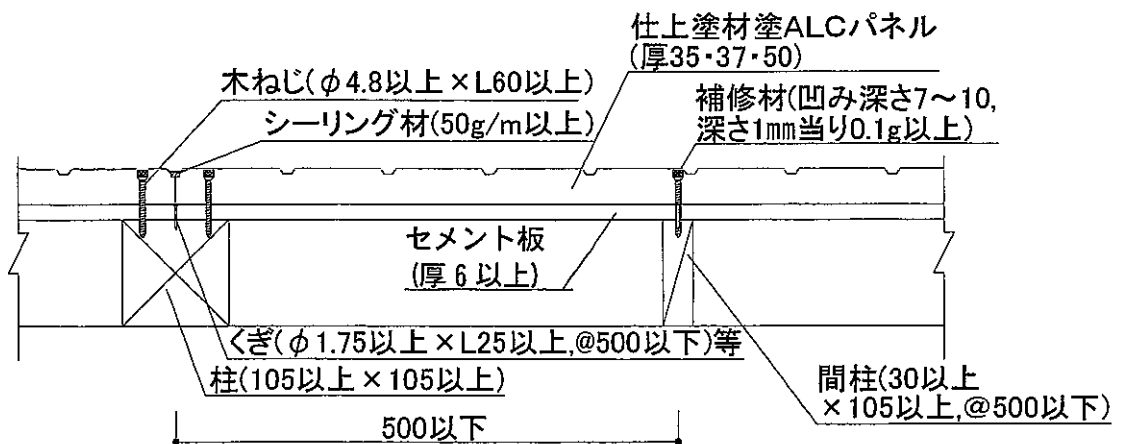 仕上塗材塗ALCパネル
(厚35・37・50)
木ねじ(φ4.8以上×L60以上)
シーリング材(50g/m以上)
補修材(凹み深さ7～10,
深さ1mm当り0.1g以上)
セメント板
(厚6以上)
くぎ(φ1.75以上×L25以上,@500以下)等
柱(105以上×105以上)
間柱(30以上
×105以上,@500以下)
500以下